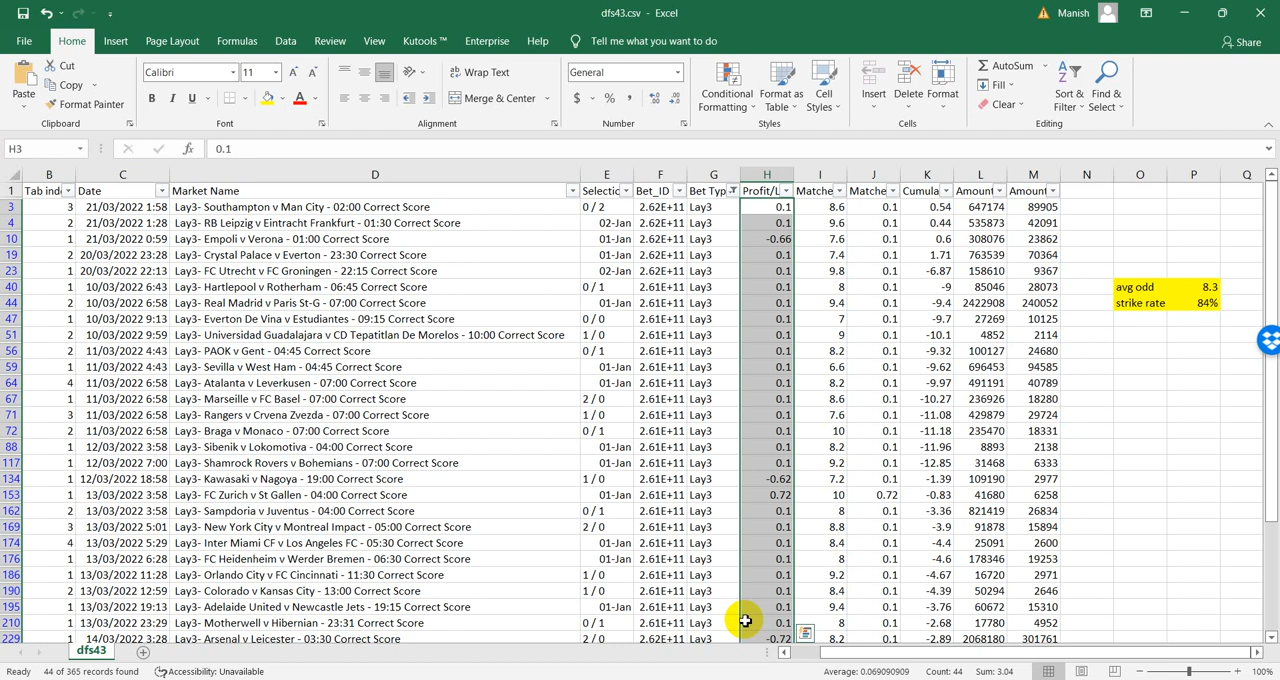 dfs43.csv - Excel
Manish
File Home Insert Page Layout Formulas Data Review View Kutools ™ Enterprise Help Tell me what you want to do Share
Cut
Copy
Format Painter
Paste
Clipboard
Calibri 11
B I U
Font
Wrap Text
Merge & Center
Alignment
General
$ % ,
Number
Conditional Formatting
Format as Table
Cell Styles
Styles
Insert Delete Format
Cells
AutoSum
Fill
Clear
Sort & Filter
Find & Select
Editing
H3 fx 0.1
B C D E F G H I J K L M N O P Q
1 Tab ind Date Market Name Selectic Bet_ID Bet Typ Profit/L Matche Matche Cumula Amount Amount
3 3 21/03/2022 1:58 Lay3- Southampton v Man City - 02:00 Correct Score 0 / 2 2.62E+11 Lay3 0.1 8.6 0.1 0.54 647174 89905
4 2 21/03/2022 1:28 Lay3- RB Leipzig v Eintracht Frankfurt - 01:30 Correct Score 02-Jan 2.62E+11 Lay3 0.1 9.6 0.1 0.44 535873 42091
10 2 21/03/2022 0:59 Lay3- Empoli v Verona - 01:00 Correct Score 01-Jan 2.62E+11 Lay3 -0.66 7.6 0.1 0.6 308076 23862
19 2 20/03/2022 23:28 Lay3- Crystal Palace v Everton - 23:30 Correct Score 01-Jan 2.62E+11 Lay3 0.1 7.4 0.1 1.71 763539 70364
23 1 20/03/2022 22:13 Lay3- FC Utrecht v FC Groningen - 22:15 Correct Score 02-Jan 2.62E+11 Lay3 0.1 9.8 0.1 -6.87 158610 9367
40 1 10/03/2022 6:43 Lay3- Hartlepool v Rotherham - 06:45 Correct Score 0 / 1 2.61E+11 Lay3 0.1 8 0.1 -9 85046 28073 avg odd 8.3
44 2 10/03/2022 6:58 Lay3- Real Madrid v Paris St-G - 07:00 Correct Score 01-Jan 2.61E+11 Lay3 0.1 9.4 0.1 -9.4 2422908 240052 strike rate 84%
47 1 10/03/2022 9:13 Lay3- Everton De Vina v Estudiantes - 09:15 Correct Score 0 / 0 2.61E+11 Lay3 0.1 7 0.1 -9.7 27269 10125
51 2 10/03/2022 9:59 Lay3- Universidad Guadalajara v CD Tepatitlan De Morelos - 10:00 Correct Score 1 / 0 2.61E+11 Lay3 0.1 9 0.1 -10.1 4852 2114
56 2 11/03/2022 4:43 Lay3- PAOK v Gent - 04:45 Correct Score 0 / 1 2.61E+11 Lay3 0.1 8.2 0.1 -9.32 100127 24680
59 1 11/03/2022 4:43 Lay3- Sevilla v West Ham - 04:45 Correct Score 01-Jan 2.61E+11 Lay3 0.1 6.6 0.1 -9.62 696453 94585
64 4 11/03/2022 6:58 Lay3- Atalanta v Leverkusen - 07:00 Correct Score 01-Jan 2.61E+11 Lay3 0.1 8.2 0.1 -9.97 491191 40789
67 1 11/03/2022 6:58 Lay3- Marseille v FC Basel - 07:00 Correct Score 2 / 0 2.61E+11 Lay3 0.1 8.6 0.1 -10.27 236926 18280
71 3 11/03/2022 6:58 Lay3- Rangers v Crvena Zvezda - 07:00 Correct Score 1 / 0 2.61E+11 Lay3 0.1 7.6 0.1 -11.08 429879 29724
72 2 11/03/2022 6:58 Lay3- Braga v Monaco - 07:00 Correct Score 0 / 1 2.61E+11 Lay3 0.1 10 0.1 -11.18 235470 18331
88 1 12/03/2022 3:58 Lay3- Sibenik v Lokomotiva - 04:00 Correct Score 01-Jan 2.61E+11 Lay3 0.1 8.2 0.1 -11.96 8893 2138
117 1 12/03/2022 7:00 Lay3- Shamrock Rovers v Bohemians - 07:00 Correct Score 01-Jan 2.61E+11 Lay3 0.1 9.2 0.1 -12.85 31468 6333
134 1 12/03/2022 18:58 Lay3- Kawasaki v Nagoya - 19:00 Correct Score 1 / 0 2.61E+11 Lay3 -0.62 7.2 0.1 -1.39 109190 2977
153 1 13/03/2022 3:58 Lay3- FC Zurich v St Gallen - 04:00 Correct Score 01-Jan 2.61E+11 Lay3 0.72 10 0.72 -0.83 41680 6258
162 2 13/03/2022 3:58 Lay3- Sampdoria v Juventus - 04:00 Correct Score 0 / 1 2.61E+11 Lay3 0.1 8 0.1 -3.36 821419 26834
169 3 13/03/2022 5:01 Lay3- New York City v Montreal Impact - 05:00 Correct Score 2 / 0 2.61E+11 Lay3 0.1 8.8 0.1 -3.9 91878 15894
174 4 13/03/2022 5:29 Lay3- Inter Miami CF v Los Angeles FC - 05:30 Correct Score 01-Jan 2.61E+11 Lay3 0.1 8.4 0.1 -4.4 25091 2600
176 1 13/03/2022 6:28 Lay3- FC Heidenheim v Werder Bremen - 06:30 Correct Score 01-Jan 2.61E+11 Lay3 0.1 8 0.1 -4.6 178346 19253
186 1 13/03/2022 11:28 Lay3- Orlando City v FC Cincinnati - 11:30 Correct Score 1 / 0 2.61E+11 Lay3 0.1 9.2 0.1 -4.67 16720 2971
190 2 13/03/2022 12:59 Lay3- Colorado v Kansas City - 13:00 Correct Score 1 / 0 2.61E+11 Lay3 0.1 8.4 0.1 -4.39 50294 2646
195 1 13/03/2022 19:13 Lay3- Adelaide United v Newcastle Jets - 19:15 Correct Score 01-Jan 2.61E+11 Lay3 0.1 9.4 0.1 -3.76 60672 15310
210 1 13/03/2022 23:29 Lay3- Motherwell v Hibernian - 23:31 Correct Score 0 / 1 2.61E+11 Lay3 0.1 8 0.1 -2.68 17780 4952
229 1 14/03/2022 3:28 Lay3- Arsenal v Leicester - 03:30 Correct Score 2 / 0 2.62E+11 Lay3 -0.72 8.2 0.1 -2.89 2068180 301761
dfs43
Ready 44 of 365 records found Accessibility: Unavailable Average: 0.069090909 Count: 44 Sum: 3.04 100%